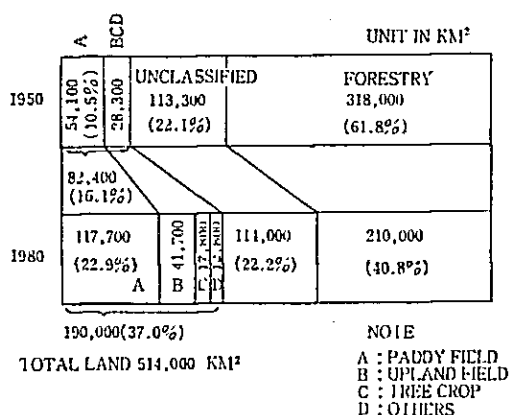 UNIT IN KM²
A
BCD
1950
54,100
(10.5%)
28,300
UNCLASSIFIED
113,300
(22.1%)
FORESTRY
318,000
(61.8%)
82,400
(16.1%)
1980
117,700
(22.9%)
A
41,700
B
C
D
111,000
(22.2%)
210,000
(40.8%)
190,000(37.0%)
TOTAL LAND 514,000 KM²
NOTE
A : PADDY FIELD
B : UPLAND FIELD
C : TREE CROP
D : OTHERS